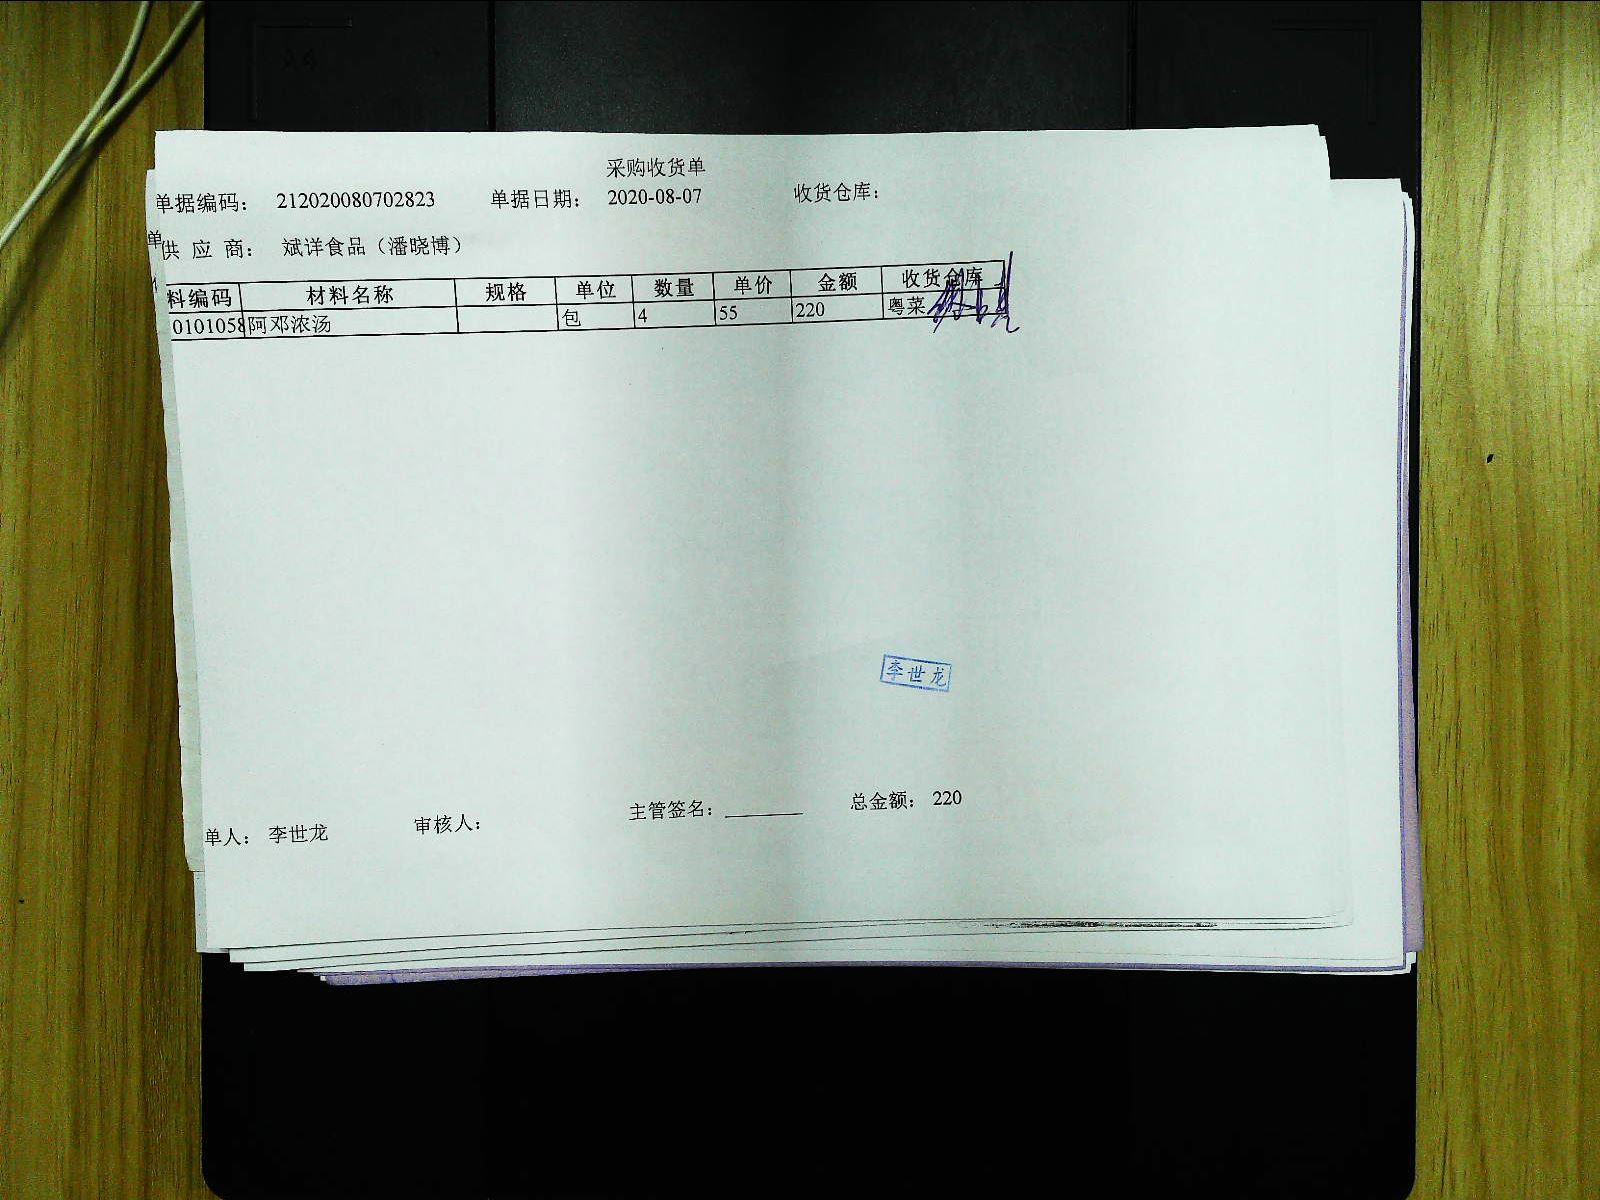 采购收货单
单据编码： 212020080702823 单据日期： 2020-08-07 收货仓库：
单
供 应 商： 斌详食品（潘晓博）
料编码 材料名称 规格 单位 数量 单价 金额 收货仓库
0101058 阿邓浓汤 包 4 55 220 粤菜
李世龙
单人： 李世龙 审核人： 主管签名：________ 总金额： 220